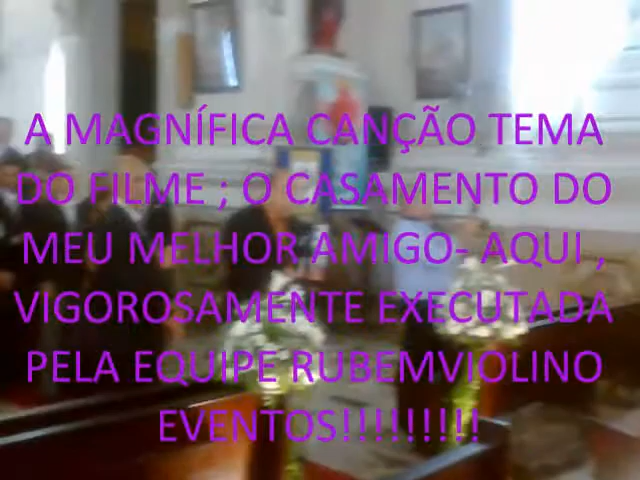 A MAGNÍFICA CANÇÃO TEMA
DO FILME ; O CASAMENTO DO
MEU MELHOR AMIGO- AQUI ,
VIGOROSAMENTE EXECUTADA
PELA EQUIPE RUBEMVIOLINO
EVENTOS!!!!!!!!!